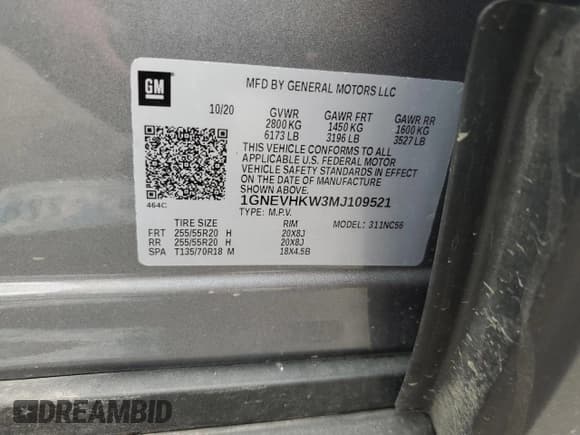 GM
MFD BY GENERAL MOTORS LLC
10/20 GVWR GAWR FRT GAWR RR
2800 KG 1450 KG 1600 KG
6173 LB 3196 LB 3527 LB
THIS VEHICLE CONFORMS TO ALL
APPLICABLE U.S. FEDERAL MOTOR
VEHICLE SAFETY STANDARDS IN EFFECT
ON THE DATE OF MANUFACTURE
SHOWN ABOVE.
464C
1GNEVHKW3MJ109521
TYPE: M.P.V. MODEL: 311NC56
TIRE SIZE RIM
FRT 255/55R20 H 20X8J
RR 255/55R20 H 20X8J
SPA T135/70R18 M 18X4.5B
DREAMBID